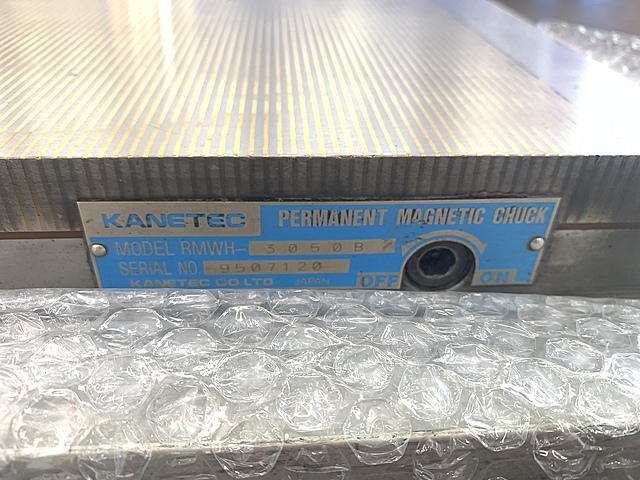 KANETEC PERMANENT MAGNETIC CHUCK
MODEL RMWH- 3050B
SERIAL NO. 9507120
KANETEC CO LTD JAPAN OFF ON